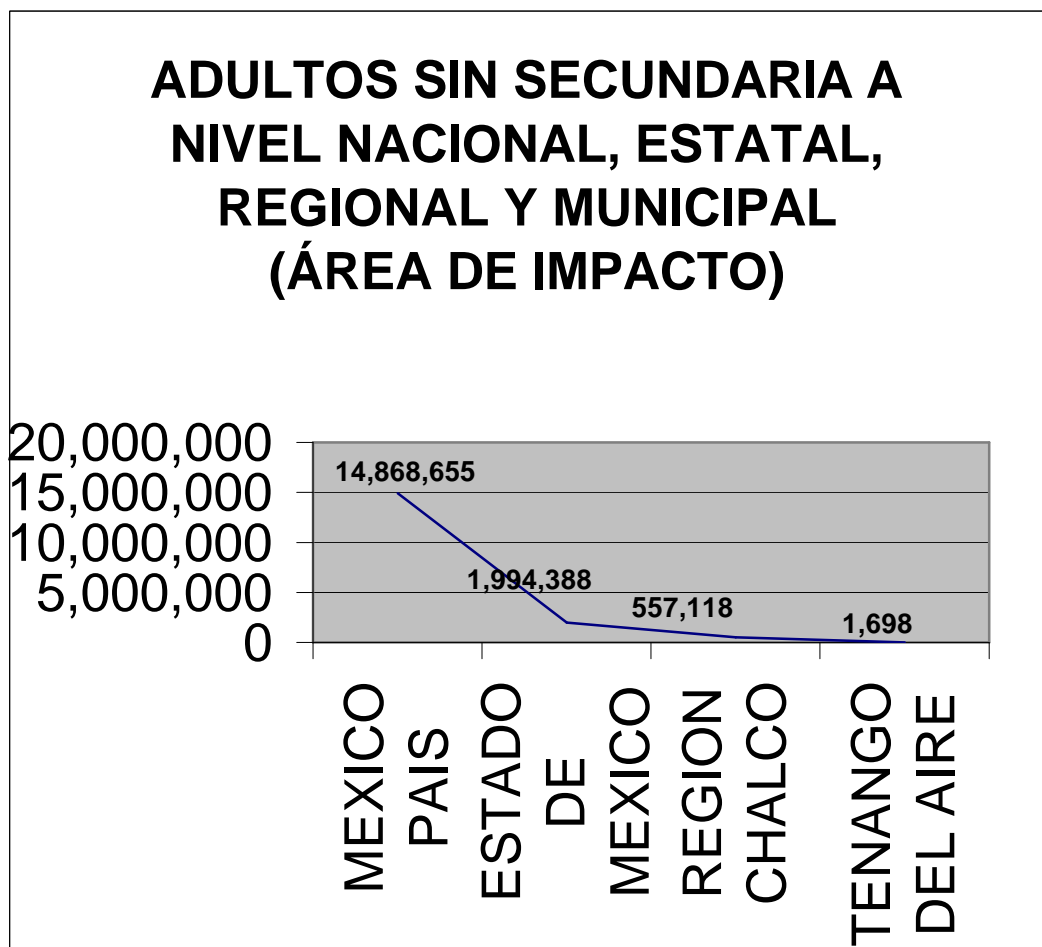 ADULTOS SIN SECUNDARIA A
NIVEL NACIONAL, ESTATAL,
REGIONAL Y MUNICIPAL
(ÁREA DE IMPACTO)
20,000,000
15,000,000
10,000,000
5,000,000
0
14,868,655
1,994,388
557,118
1,698
MEXICO
PAIS
ESTADO
DE
MEXICO
REGION
CHALCO
TENANGO
DEL AIRE